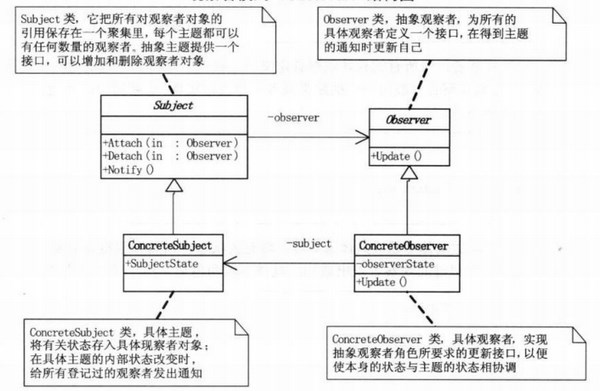 Subject 类，它把所有对观察者对象的
引用保存在一个聚集里，每个主题都可以
有任何数量的观察者。抽象主题提供一个
接口，可以增加和删除观察者对象
Observer 类，抽象观察者，为所有的
具体观察者定义一个接口，在得到主题
的通知时更新自己
Subject
+Attach(in : Observer)
+Detach(in : Observer)
+Notify()
-observer
Observer
+Update()
ConcreteSubject
+SubjectState
-subject
ConcreteObserver
-observerState
+Update()
ConcreteSubject 类，具体主题，
将有关状态存入具体现察者对象；
在具体主题的内部状态改变时，
给所有登记过的观察者发出通知
ConcreteObserver 类，具体观察者，实现
抽象观察者角色所要求的更新接口，以便
使本身的状态与主题的状态相协调